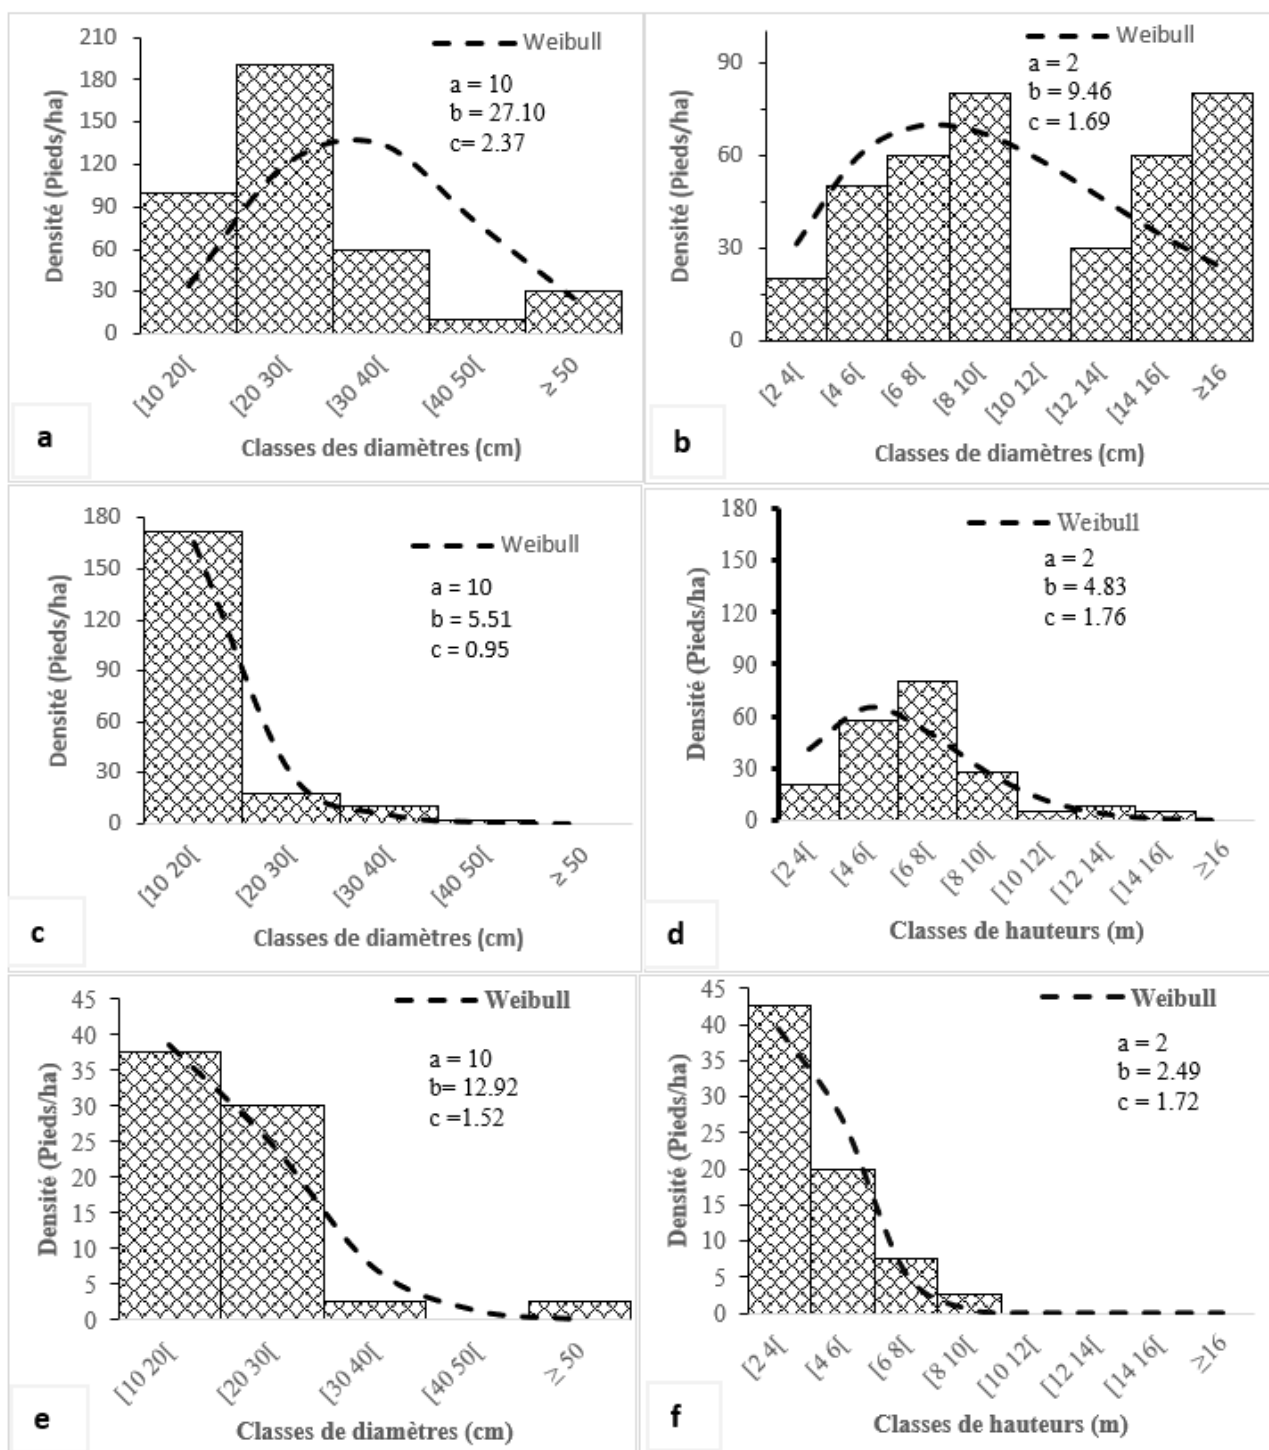 210
180
150
120
90
60
30
0
Densité (Pieds/ha)
Weibull
a = 10
b = 27.10
c= 2.37
[10 20[
[20 30[
[30 40[
[40 50[
≥ 50
Classes des diamètres (cm)
a
90
60
30
0
Densité (Pieds/ha)
Weibull
a = 2
b = 9.46
c = 1.69
[2 4[
[4 6[
[6 8[
[8 10[
[10 12[
[12 14[
[14 16[
≥16
Classes de diamètres (cm)
b
180
150
120
90
60
30
0
Densité (Pieds/ha)
Weibull
a = 10
b = 5.51
c = 0.95
[10 20[
[20 30[
[30 40[
[40 50[
≥ 50
Classes de diamètres (cm)
c
180
150
120
90
60
30
0
Densité (Pieds/ha)
Weibull
a = 2
b = 4.83
c = 1.76
[2 4[
[4 6[
[6 8[
[8 10[
[10 12[
[12 14[
[14 16[
≥16
Classes de hauteurs (m)
d
45
40
35
30
25
20
15
10
5
0
Densité (Pieds/ha)
Weibull
a = 10
b= 12.92
c =1.52
[10 20[
[20 30[
[30 40[
[40 50[
≥ 50
Classes de diamètres (cm)
e
45
40
35
30
25
20
15
10
5
0
Densité (Pieds/ha)
Weibull
a = 2
b = 2.49
c = 1.72
[2 4[
[4 6[
[6 8[
[8 10[
[10 12[
[12 14[
[14 16[
≥16
Classes de hauteurs (m)
f